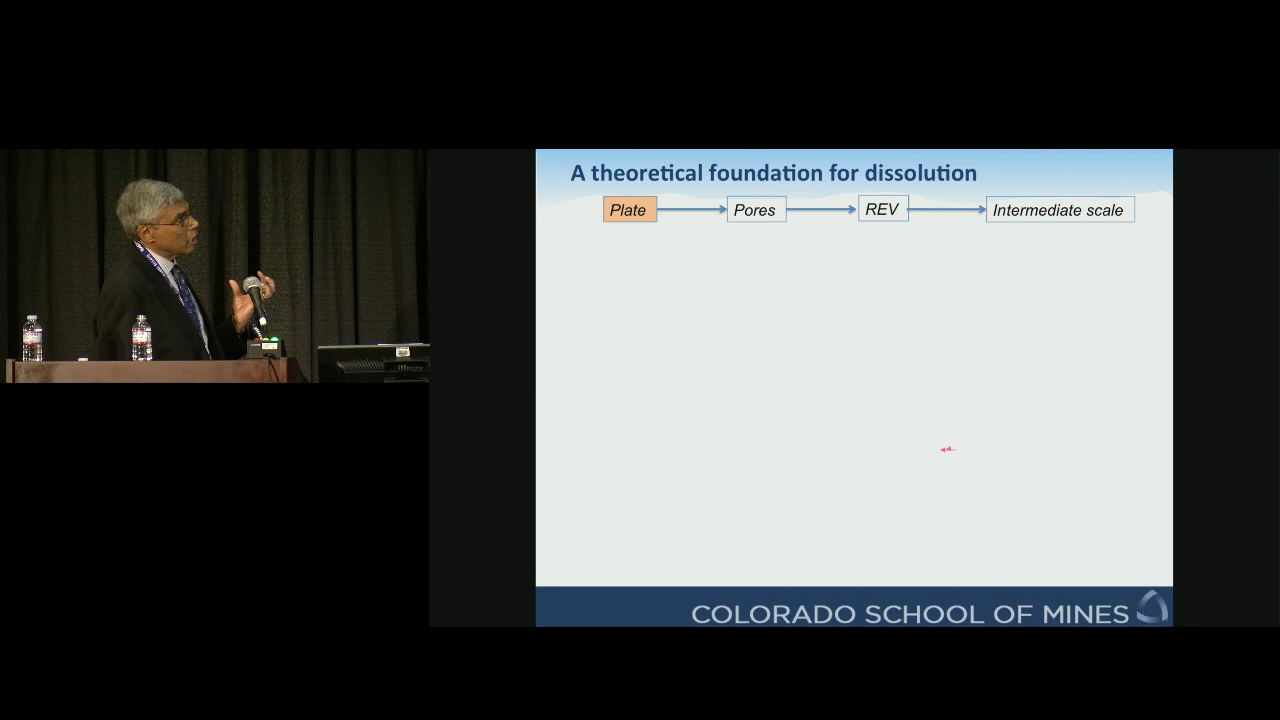 A theoretical foundation for dissolution
Plate
Pores
REV
Intermediate scale
COLORADO SCHOOL OF MINES